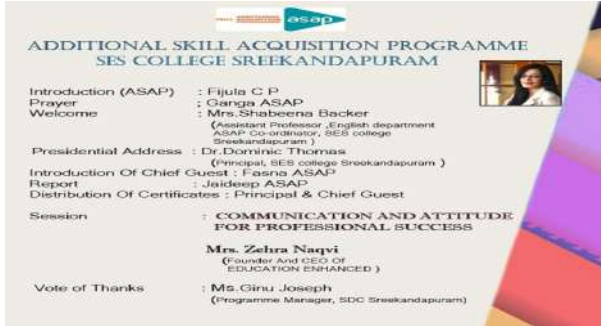 asap
ADDITIONAL SKILL ACQUISITION PROGRAMME
SES COLLEGE SREEKANDAPURAM
Introduction (ASAP) : Fijula C P
Prayer : Ganga ASAP
Welcome : Mrs.Shabeena Backer
(Assistant Professor ,English department
ASAP Co-ordinator, SES college
Sreekandapuram )
Presidential Address : Dr.Dominic Thomas
(Principal, SES college Sreekandapuram )
Introduction Of Chief Guest : Fasna ASAP
Report : Jaideep ASAP
Distribution Of Certificates : Principal & Chief Guest
Session : COMMUNICATION AND ATTITUDE
FOR PROFESSIONAL SUCCESS
Mrs. Zehra Naqvi
(Founder And CEO Of
EDUCATION ENHANCED )
Vote of Thanks : Ms.Ginu Joseph
(Programme Manager, SDC Sreekandapuram)